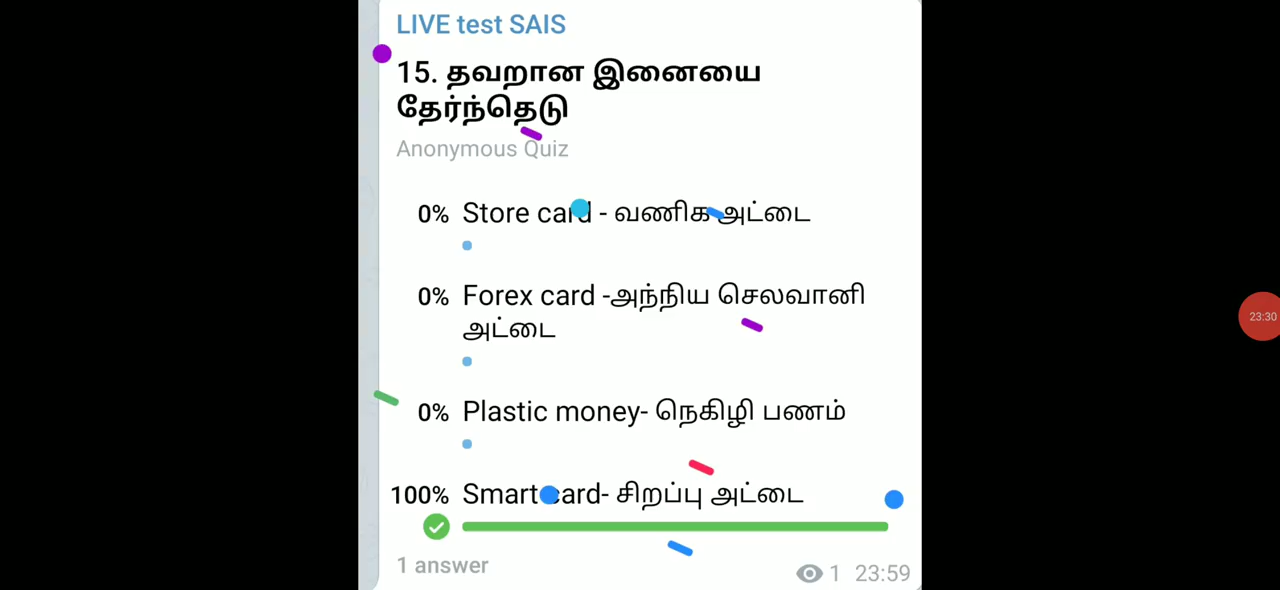 LIVE test SAIS
15. தவறான இனையை
தேர்ந்தெடு
Anonymous Quiz
0% Store card - வணிக அட்டை
0% Forex card -அந்நிய செலவானி
அட்டை
0% Plastic money- நெகிழி பணம்
100% Smart card- சிறப்பு அட்டை
1 answer
1 23:59
23:30